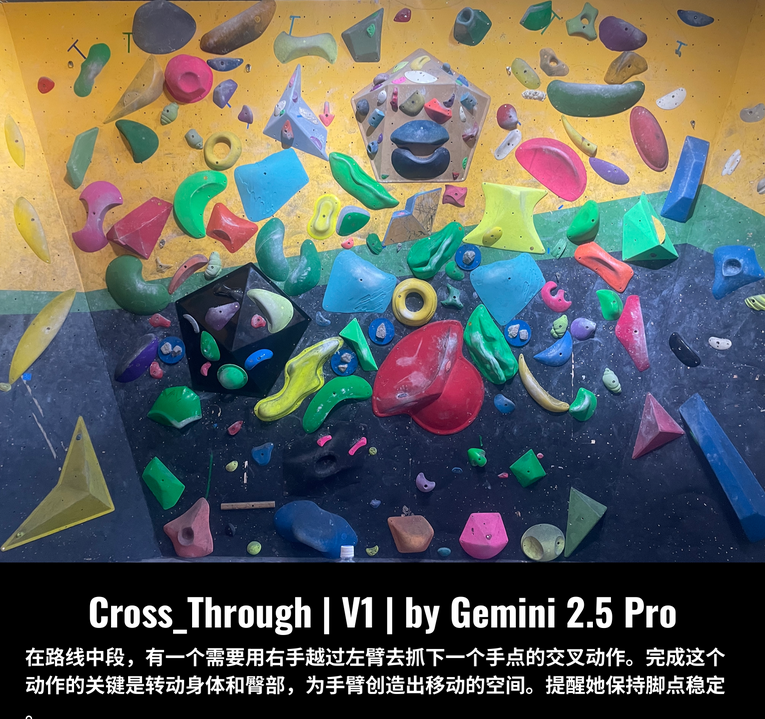 Cross_Through | V1 | by Gemini 2.5 Pro
在路线中段，有一个需要用右手越过左臂去抓下一个手点的交叉动作。完成这个
动作的关键是转动身体和臀部，为手臂创造出移动的空间。提醒她保持脚点稳定
。